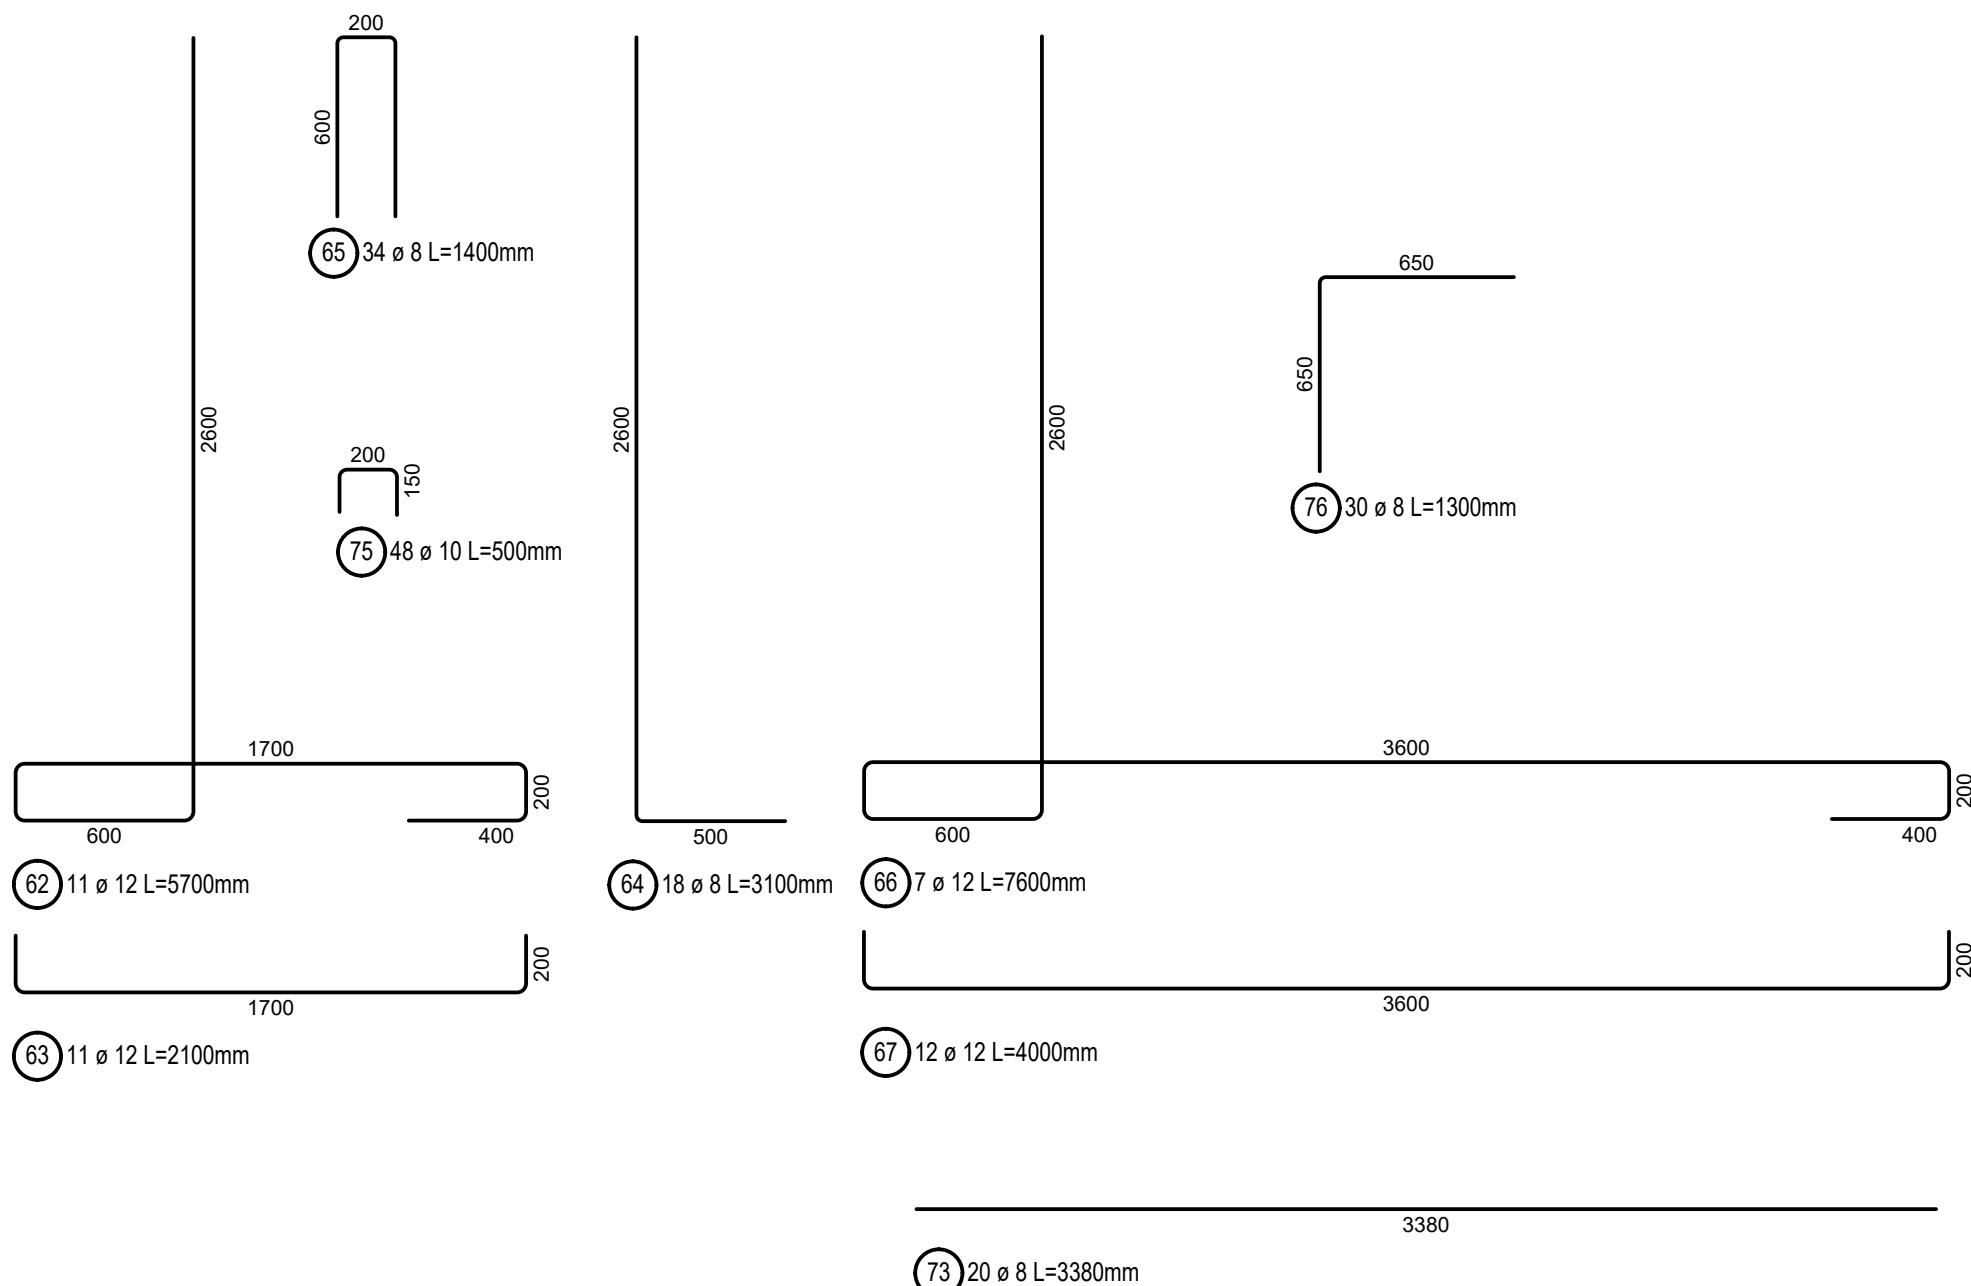 200
600
65 34 ø 8 L=1400mm
2600
200
150
75 48 ø 10 L=500mm
1700
200
600
400
62 11 ø 12 L=5700mm
200
1700
63 11 ø 12 L=2100mm
2600
500
64 18 ø 8 L=3100mm
2600
650
650
76 30 ø 8 L=1300mm
3600
200
600
400
66 7 ø 12 L=7600mm
200
3600
67 12 ø 12 L=4000mm
3380
73 20 ø 8 L=3380mm